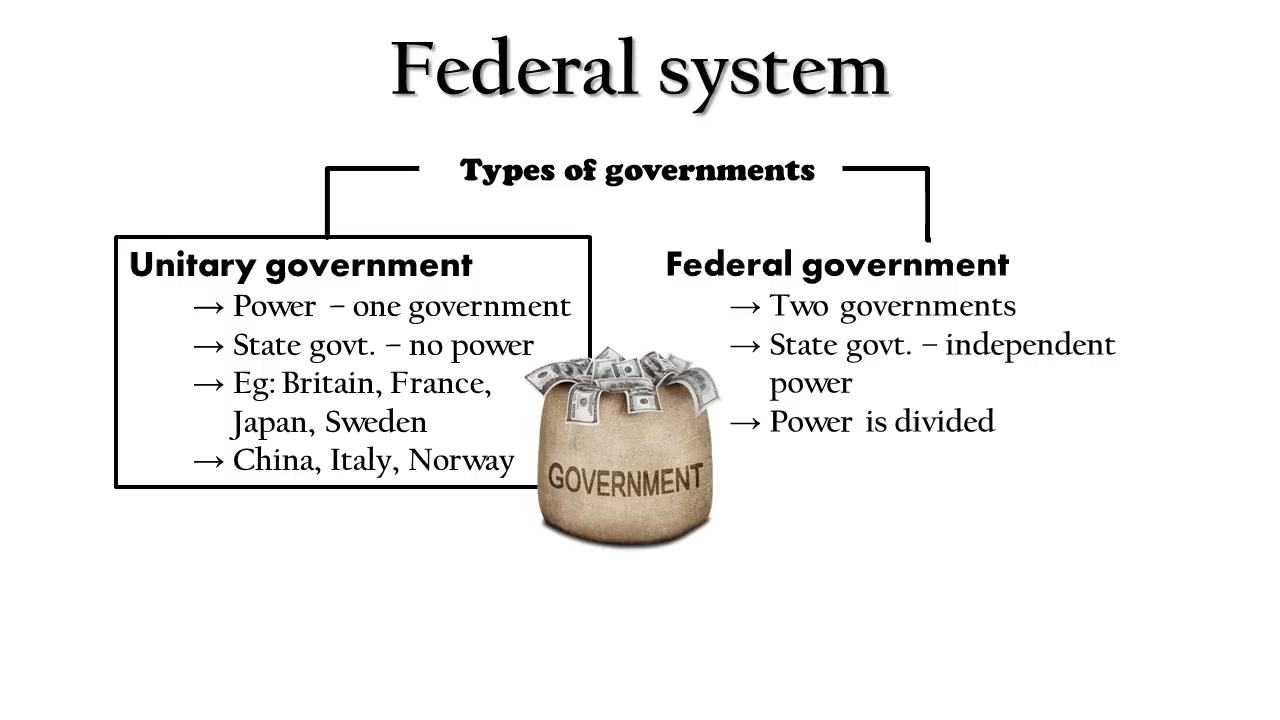 Federal system
Types of governments
Unitary government
→ Power – one government
→ State govt. – no power
→ Eg: Britain, France,
Japan, Sweden
→ China, Italy, Norway
Federal government
→ Two governments
→ State govt. – independent
power
→ Power is divided
GOVERNMENT